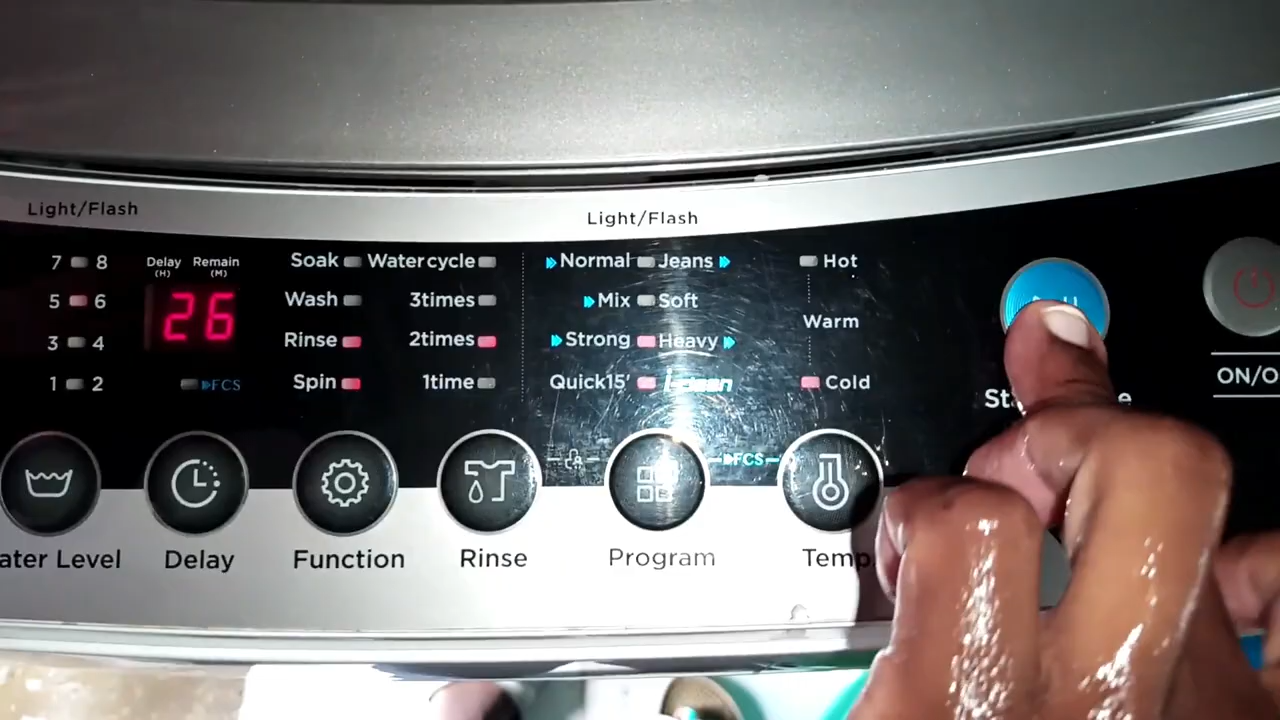 Light/Flash
Light/Flash
7 8
Delay (H) Remain (M)
Soak Watercycle
Normal Jeans
Hot
5 6
26
Wash 3times
Mix Soft
Warm
3 4
Rinse 2times
Strong Heavy
1 2
FCS
Spin 1time
Quick15'
Cold
ON/O
FCS
ater Level Delay Function Rinse Program Temp